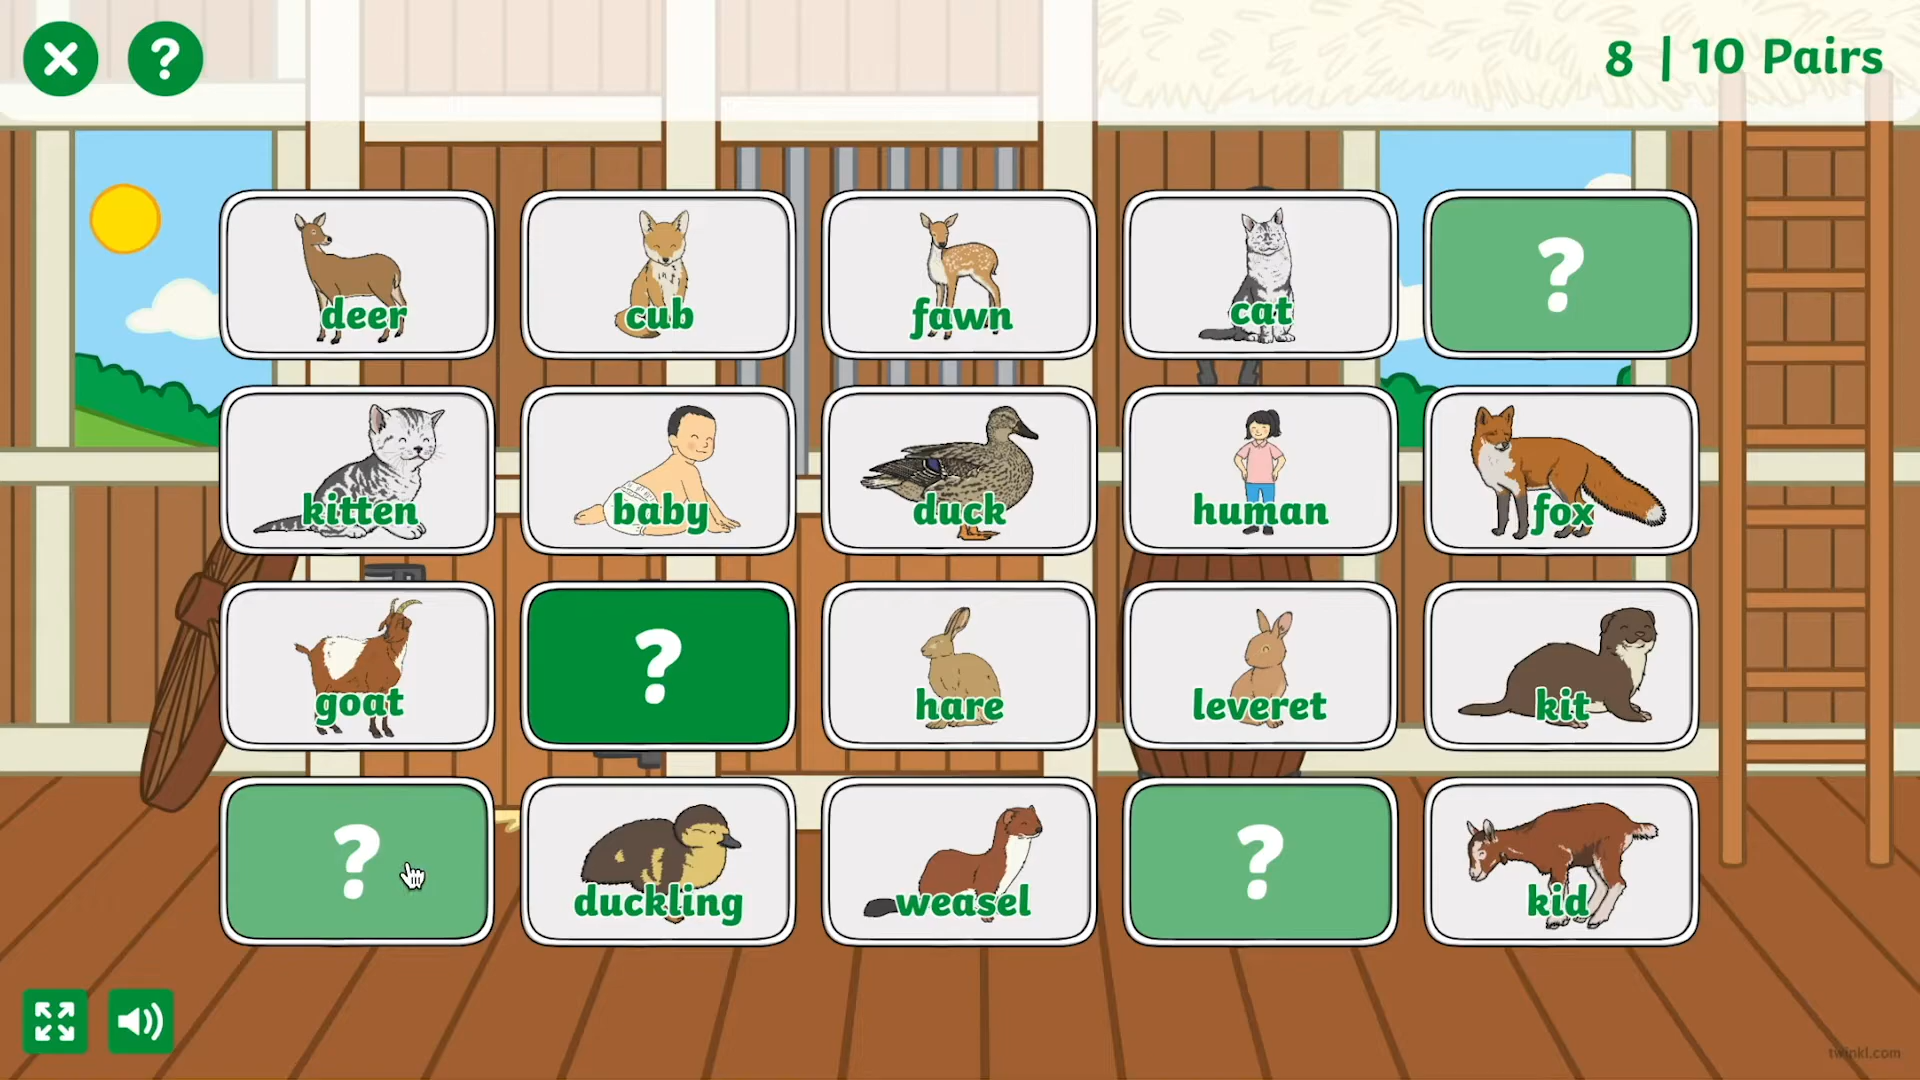 ?
8 | 10 Pairs
deer
cub
fawn
cat
?
kitten
baby
duck
human
fox
goat
?
hare
leveret
kit
?
duckling
weasel
?
kid
twinkl.com